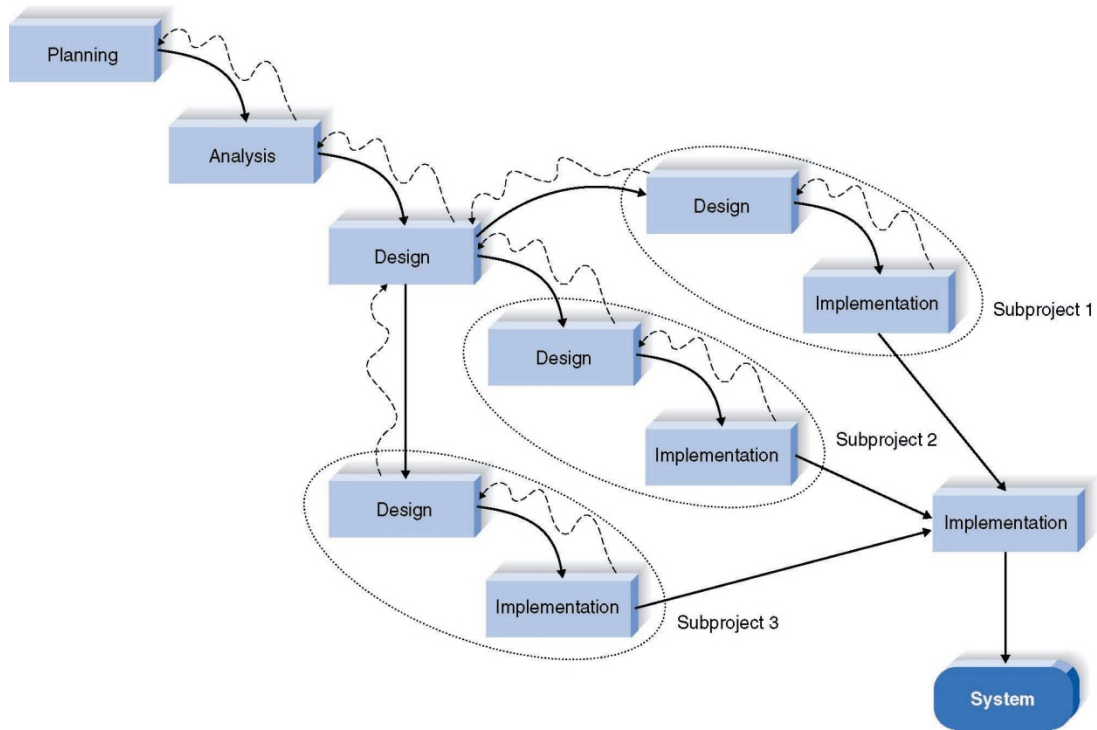 Planning
Analysis
Design
Design
Implementation
Subproject 1
Design
Implementation
Subproject 2
Design
Implementation
Subproject 3
Implementation
System